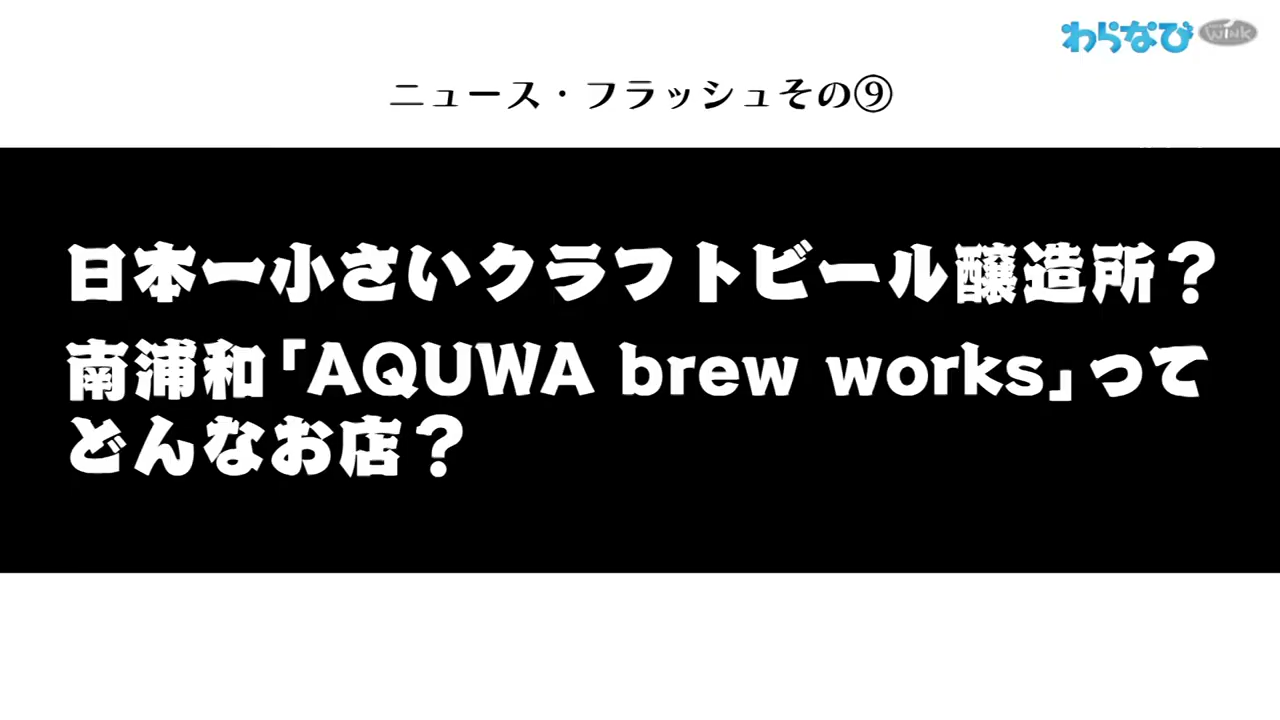 わらなび WINK
ニュース・フラッシュその⑨
日本一小さいクラフトビール醸造所？
南浦和「AQUWA brew works」って
どんなお店？